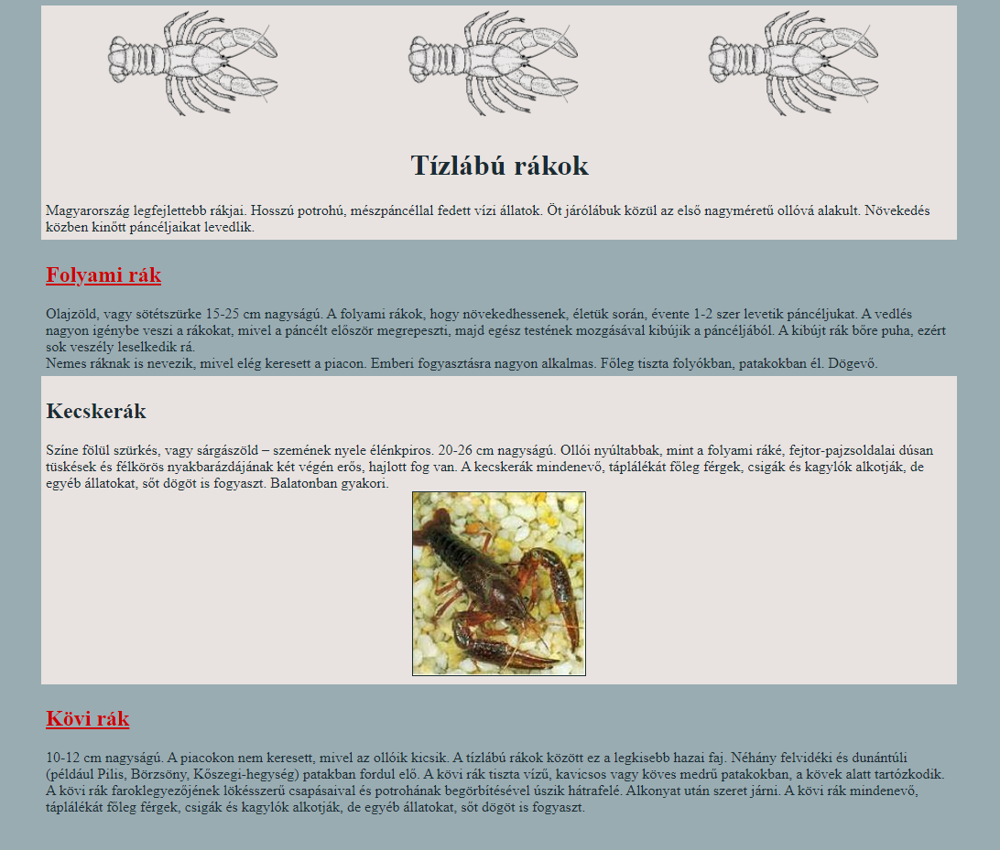 Tízlábú rákok
Magyarország legfejlettebb rákjai. Hosszú potrohú, mészpáncéllal fedett vízi állatok. Öt járólábuk közül az első nagyméretű ollóvá alakult. Növekedés
közben kinőtt páncéljaikat levedlik.
Folyami rák
Olajzöld, vagy sötétszürke 15-25 cm nagyságú. A folyami rákok, hogy növekedhessenek, életük során, évente 1-2 szer levetik páncéljukat. A vedlés
nagyon igénybe veszi a rákokat, mivel a páncélt először megrepeszti, majd egész testének mozgásával kibújik a páncéljából. A kibújt rák bőre puha, ezért
sok veszély leselkedik rá.
Nemes ráknak is nevezik, mivel elég keresett a piacon. Emberi fogyasztásra nagyon alkalmas. Főleg tiszta folyókban, patakokban él. Dögevő.
Kecskerák
Színe fölül szürkés, vagy sárgászöld – szemének nyele élénkpiros. 20-26 cm nagyságú. Ollói nyúltabbak, mint a folyami ráké, fejtor-pajzsoldalai dúsan
tüskések és félkörös nyakbarázdájának két végén erős, hajlott fog van. A kecskerák mindenevő, táplálékát főleg férgek, csigák és kagylók alkotják, de
egyéb állatokat, sőt dögöt is fogyaszt. Balatonban gyakori.
Kövi rák
10-12 cm nagyságú. A piacokon nem keresett, mivel az ollóik kicsik. A tízlábú rákok között ez a legkisebb hazai faj. Néhány felvidéki és dunántúli
(például Pilis, Börzsöny, Kőszegi-hegység) patakban fordul elő. A kövi rák tiszta vízű, kavicsos vagy köves medrű patakokban, a kövek alatt tartózkodik.
A kövi rák faroklegyezőjének lökésszerű csapásaival és potrohának begörbítésével úszik hátrafelé. Alkonyat után szeret járni. A kövi rák mindenevő,
táplálékát főleg férgek, csigák és kagylók alkotják, de egyéb állatokat, sőt dögöt is fogyaszt.